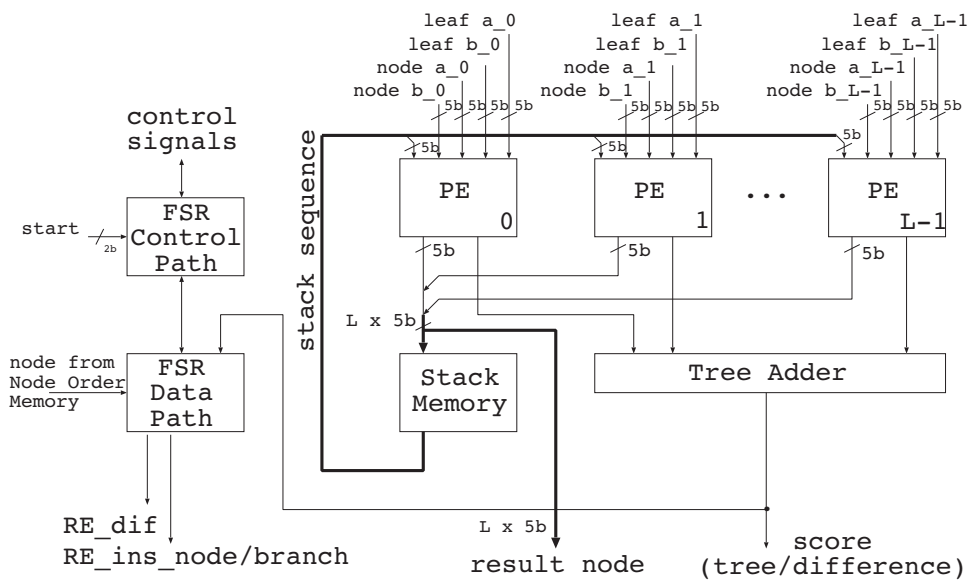 leaf a_0
leaf b_0
node a_0
node b_0
5b 5b 5b 5b
5b
leaf a_1
leaf b_1
node a_1
node b_1
5b 5b 5b 5b
5b
leaf a_L-1
leaf b_L-1
node a_L-1
node b_L-1
5b 5b 5b 5b
5b
control
signals
start
2b
FSR
Control
Path
stack sequence
PE
0
PE
1
...
PE
L-1
5b
5b
5b
L x 5b
node from
Node Order
Memory
FSR
Data
Path
Stack
Memory
Tree Adder
RE_dif
RE_ins_node/branch
L x 5b
result node
score
(tree/difference)